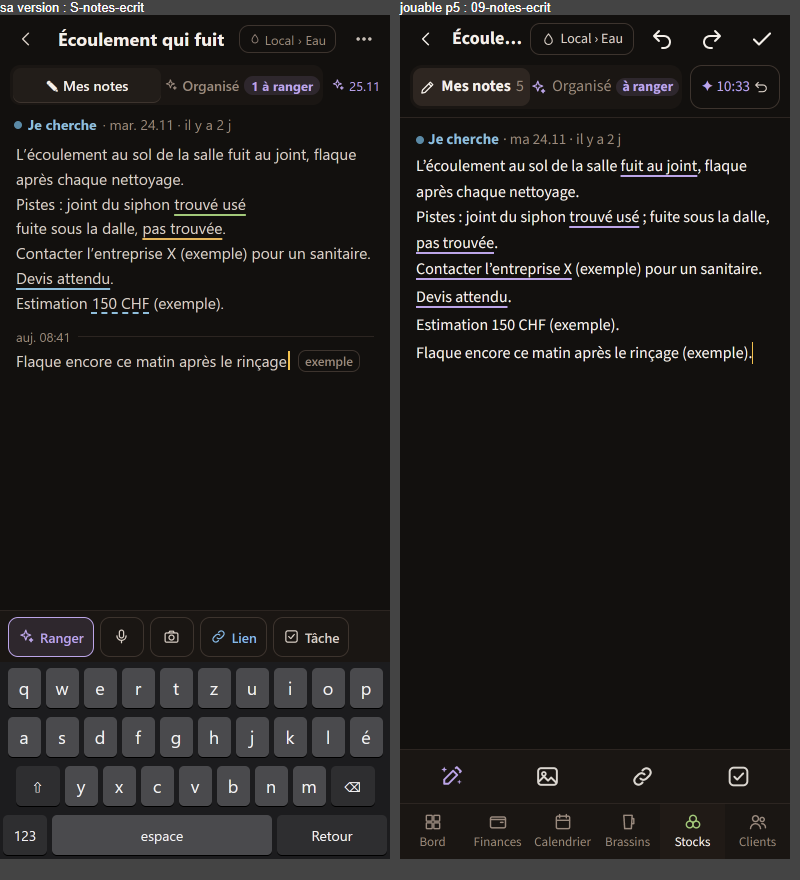 sa version : S-notes-ecrit
Écoulement qui fuit
Local › Eau
Mes notes
Organisé
1 à ranger
25.11
Je cherche · mar. 24.11 · il y a 2 j
L’écoulement au sol de la salle fuit au joint, flaque
après chaque nettoyage.
Pistes : joint du siphon trouvé usé
fuite sous la dalle, pas trouvée.
Contacter l’entreprise X (exemple) pour un sanitaire.
Devis attendu.
Estimation 150 CHF (exemple).
auj. 08:41
Flaque encore ce matin après le rinçage
exemple
Ranger
Lien
Tâche
q w e r t z u i o p
a s d f g h j k l é
y x c v b n m
123
espace
Retour
jouable p5 : 09-notes-ecrit
Écoule...
Local › Eau
Mes notes 5
Organisé
à ranger
10:33
Je cherche · ma 24.11 · il y a 2 j
L’écoulement au sol de la salle fuit au joint, flaque
après chaque nettoyage.
Pistes : joint du siphon trouvé usé ; fuite sous la dalle,
pas trouvée.
Contacter l’entreprise X (exemple) pour un sanitaire.
Devis attendu.
Estimation 150 CHF (exemple).
Flaque encore ce matin après le rinçage (exemple).
Bord
Finances
Calendrier
Brassins
Stocks
Clients